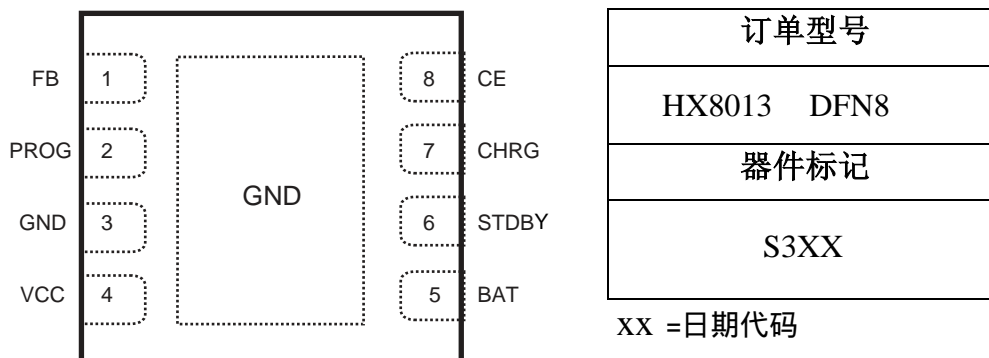 FB 1 8 CE
PROG 2 7 CHRG
GND
GND 3 6 STDBY
VCC 4 5 BAT
订单型号
HX8013 DFN8
器件标记
S3XX
XX =日期代码